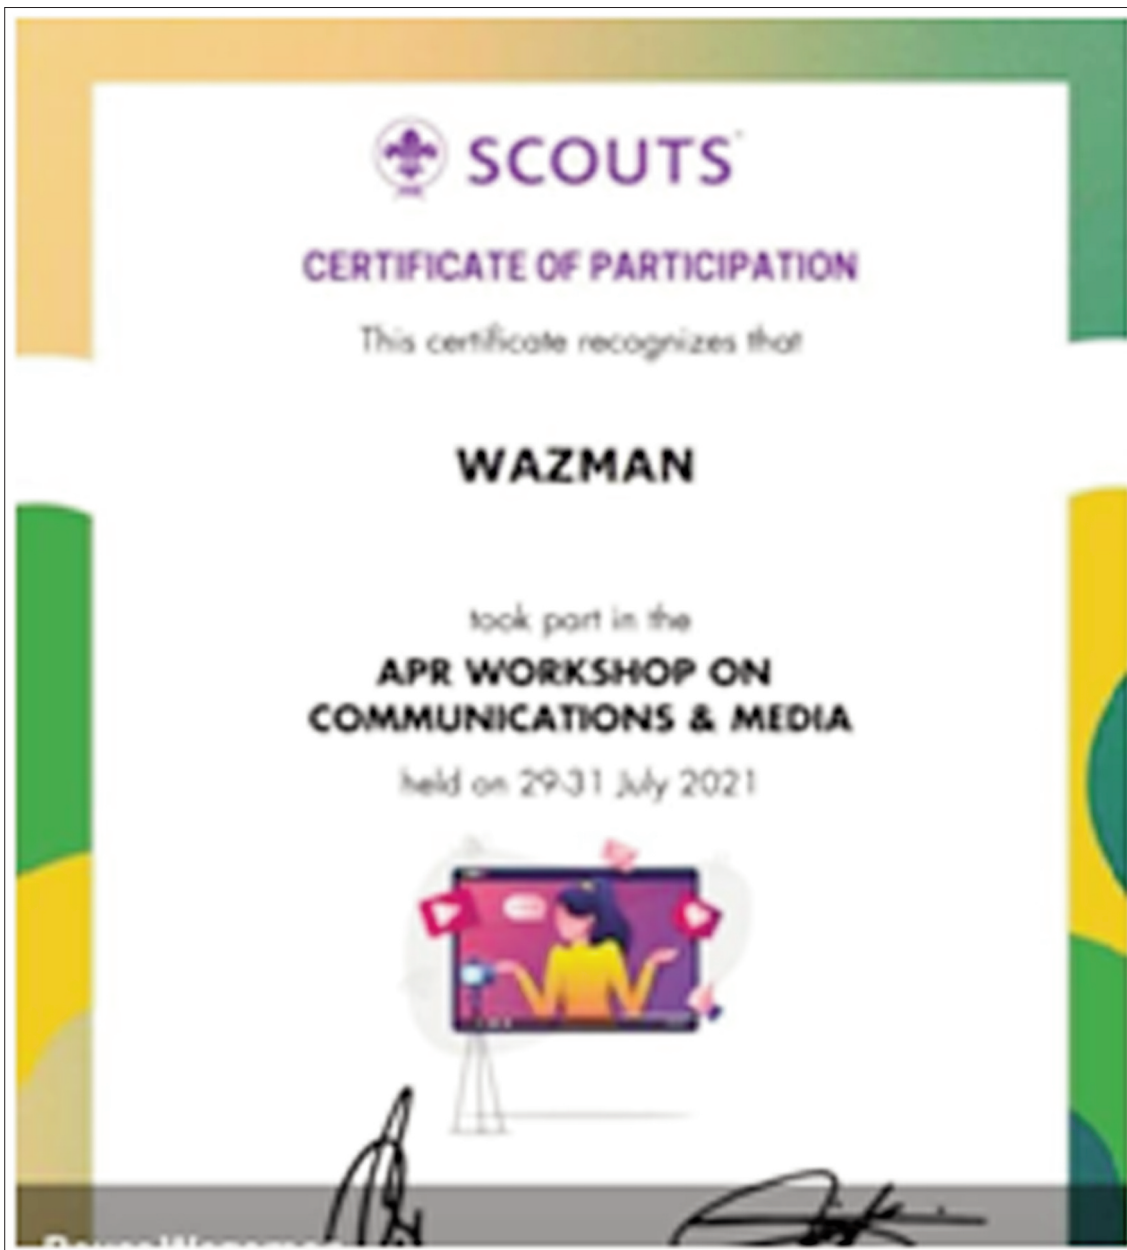 SCOUTS
CERTIFICATE OF PARTICIPATION
This certificate recognizes that
WAZMAN
took part in the
APR WORKSHOP ON
COMMUNICATIONS & MEDIA
held on 29-31 July 2021